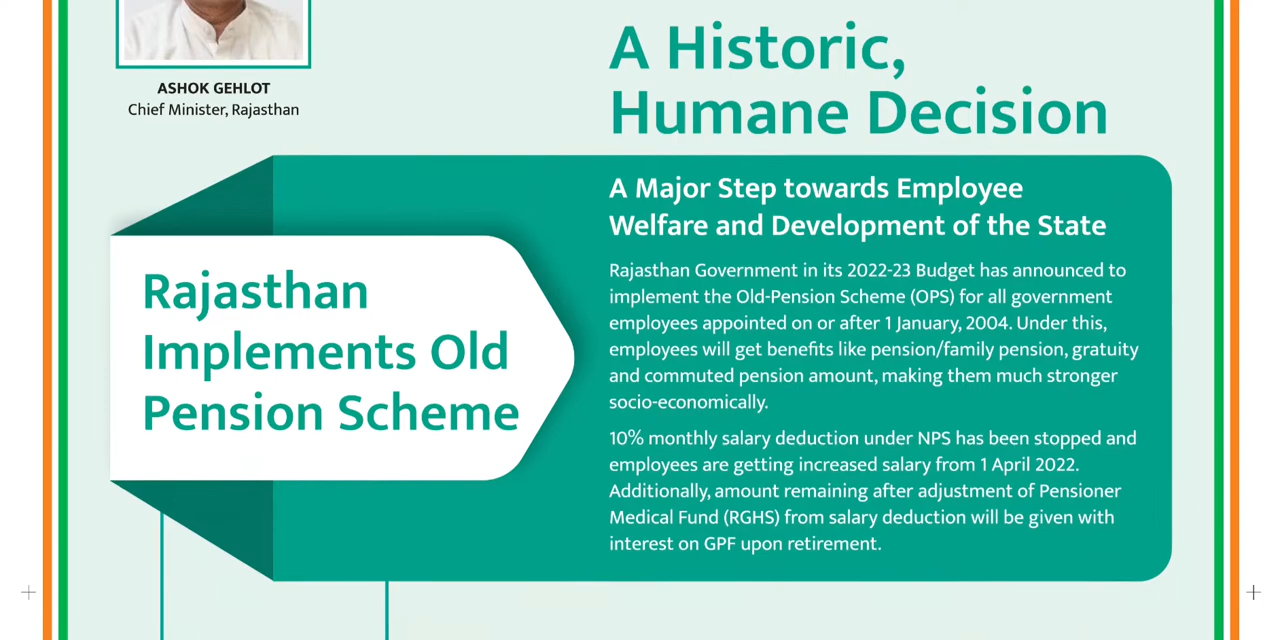 ASHOK GEHLOT
Chief Minister, Rajasthan
A Historic,
Humane Decision
Rajasthan
Implements Old
Pension Scheme
A Major Step towards Employee
Welfare and Development of the State
Rajasthan Government in its 2022-23 Budget has announced to
implement the Old-Pension Scheme (OPS) for all government
employees appointed on or after 1 January, 2004. Under this,
employees will get benefits like pension/family pension, gratuity
and commuted pension amount, making them much stronger
socio-economically.
10% monthly salary deduction under NPS has been stopped and
employees are getting increased salary from 1 April 2022.
Additionally, amount remaining after adjustment of Pensioner
Medical Fund (RGHS) from salary deduction will be given with
interest on GPF upon retirement.